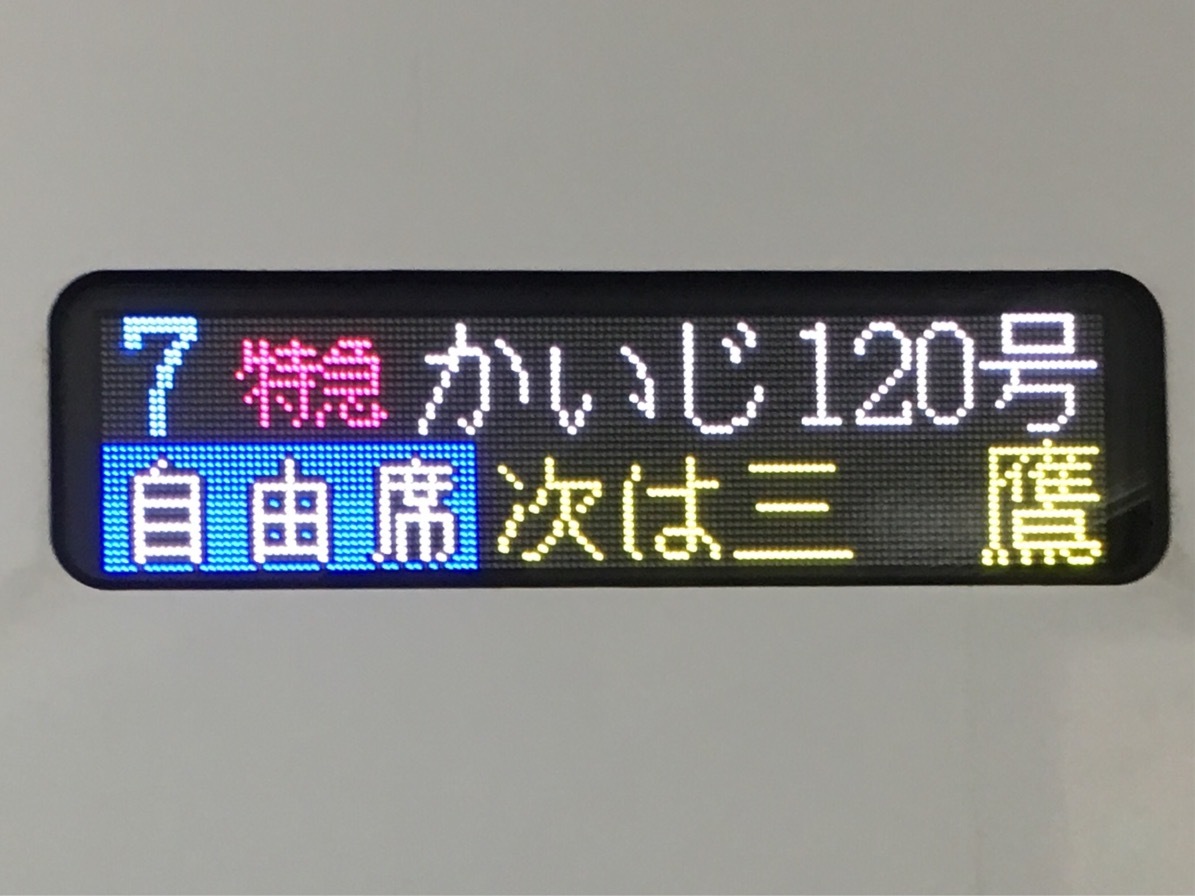 7 特急 かいじ120号
自由席 次は三 鷹